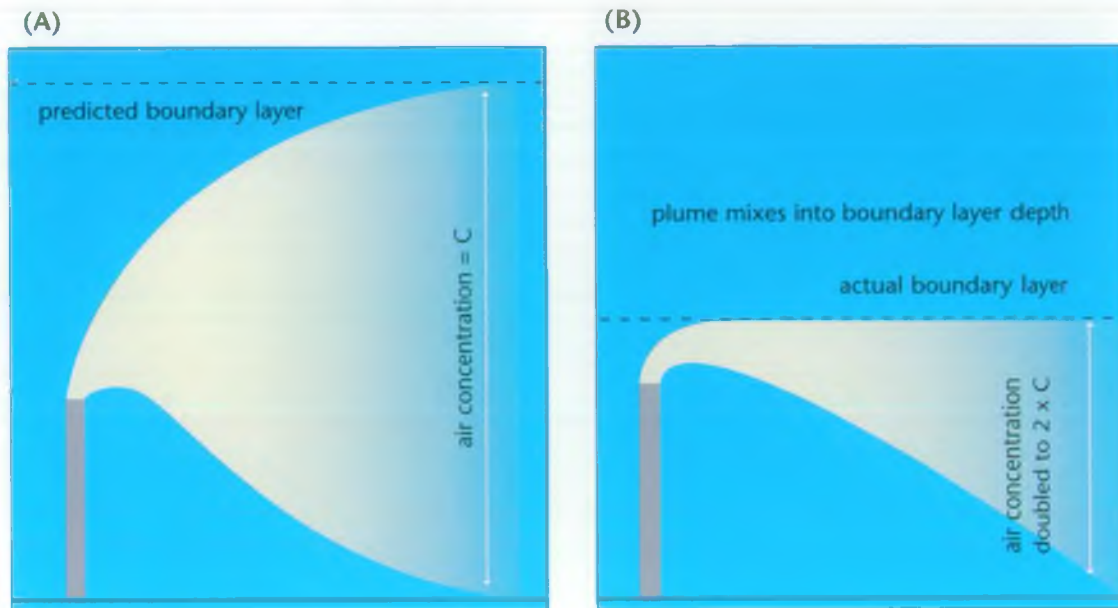 (A)
predicted boundary layer
air concentration = C
(B)
plume mixes into boundary layer depth
actual boundary layer
air concentration
doubled to 2 x C